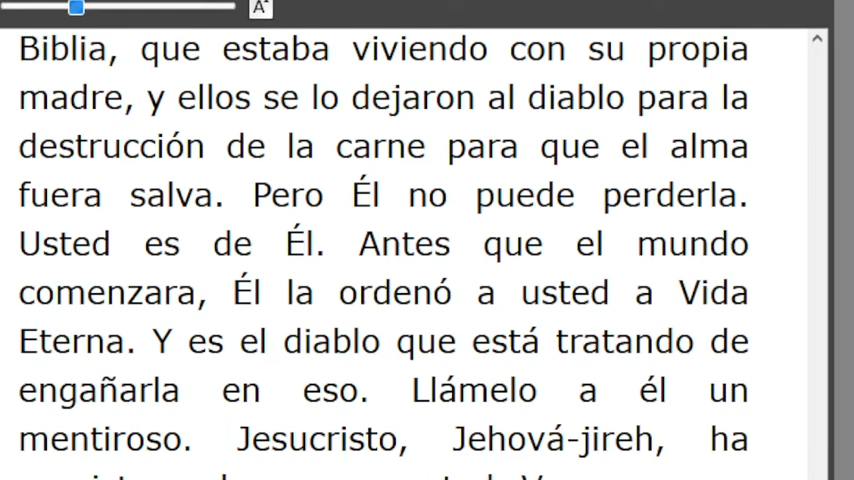 A
Biblia, que estaba viviendo con su propia
madre, y ellos se lo dejaron al diablo para la
destrucción de la carne para que el alma
fuera salva. Pero Él no puede perderla.
Usted es de Él. Antes que el mundo
comenzara, Él la ordenó a usted a Vida
Eterna. Y es el diablo que está tratando de
engañarla en eso. Llámelo a él un
mentiroso. Jesucristo, Jehová-jireh, ha